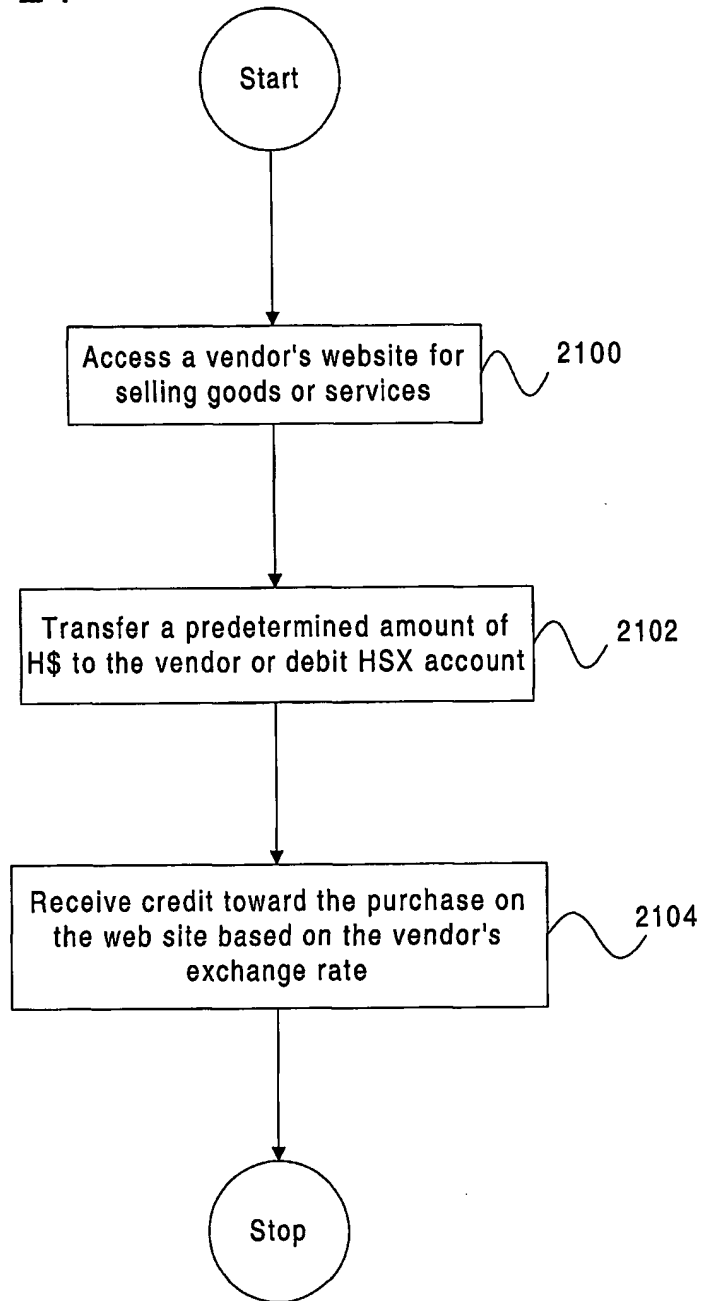 Start
Access a vendor's website for
selling goods or services
2100
Transfer a predetermined amount of
H$ to the vendor or debit HSX account
2102
Receive credit toward the purchase on
the web site based on the vendor's
exchange rate
2104
Stop